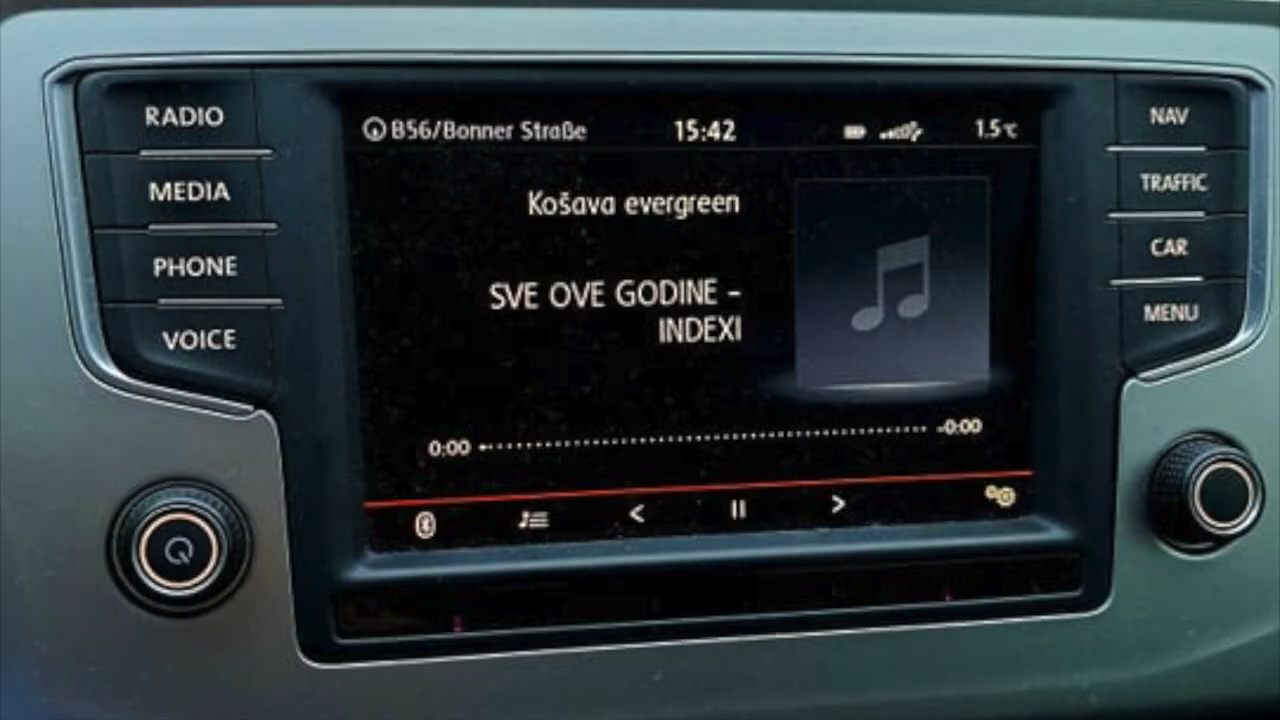 RADIO
MEDIA
PHONE
VOICE
B56/Bonner Straße 15:42 1.5°C
Košava evergreen
SVE OVE GODINE -
INDEXI
0:00 -0:00
NAV
TRAFFIC
CAR
MENU